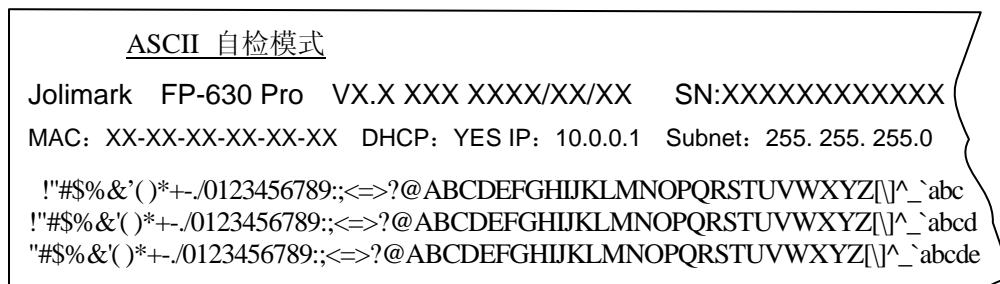 ASCII 自检模式
Jolimark FP-630 Pro VX.X XXX XXXX/XX/XX SN:XXXXXXXXXXXX
MAC：XX-XX-XX-XX-XX-XX DHCP：YES IP：10.0.0.1 Subnet：255. 255. 255.0
!"#$%&'( )*+-./0123456789:;<=>?@ABCDEFGHIJKLMNOPQRSTUVWXYZ[\]^_`abc
!"#$%&'( )*+-./0123456789:;<=>?@ABCDEFGHIJKLMNOPQRSTUVWXYZ[\]^_`abcd
"#$%&'( )*+-./0123456789:;<=>?@ABCDEFGHIJKLMNOPQRSTUVWXYZ[\]^_`abcde